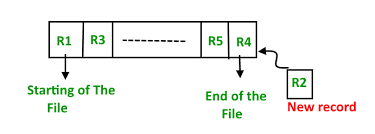 R1 R3 ----------- R5 R4
R2
Starting of The
File
End of the
File
New record